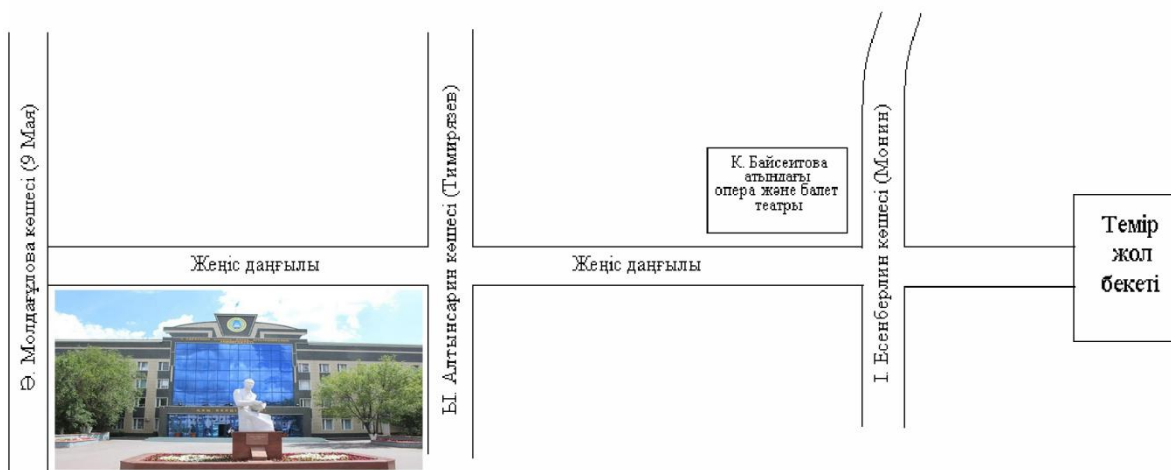 Ә. Молдағұлова көшесі (9 Мая)
Жеңіс даңғылы
Ы. Алтынсарин көшесі (Тимирязев)
Жеңіс даңғылы
К. Байсеитова
атындағы
опера және балет
театры
І. Есенберлин көшесі (Монин)
Темір
жол
бекеті